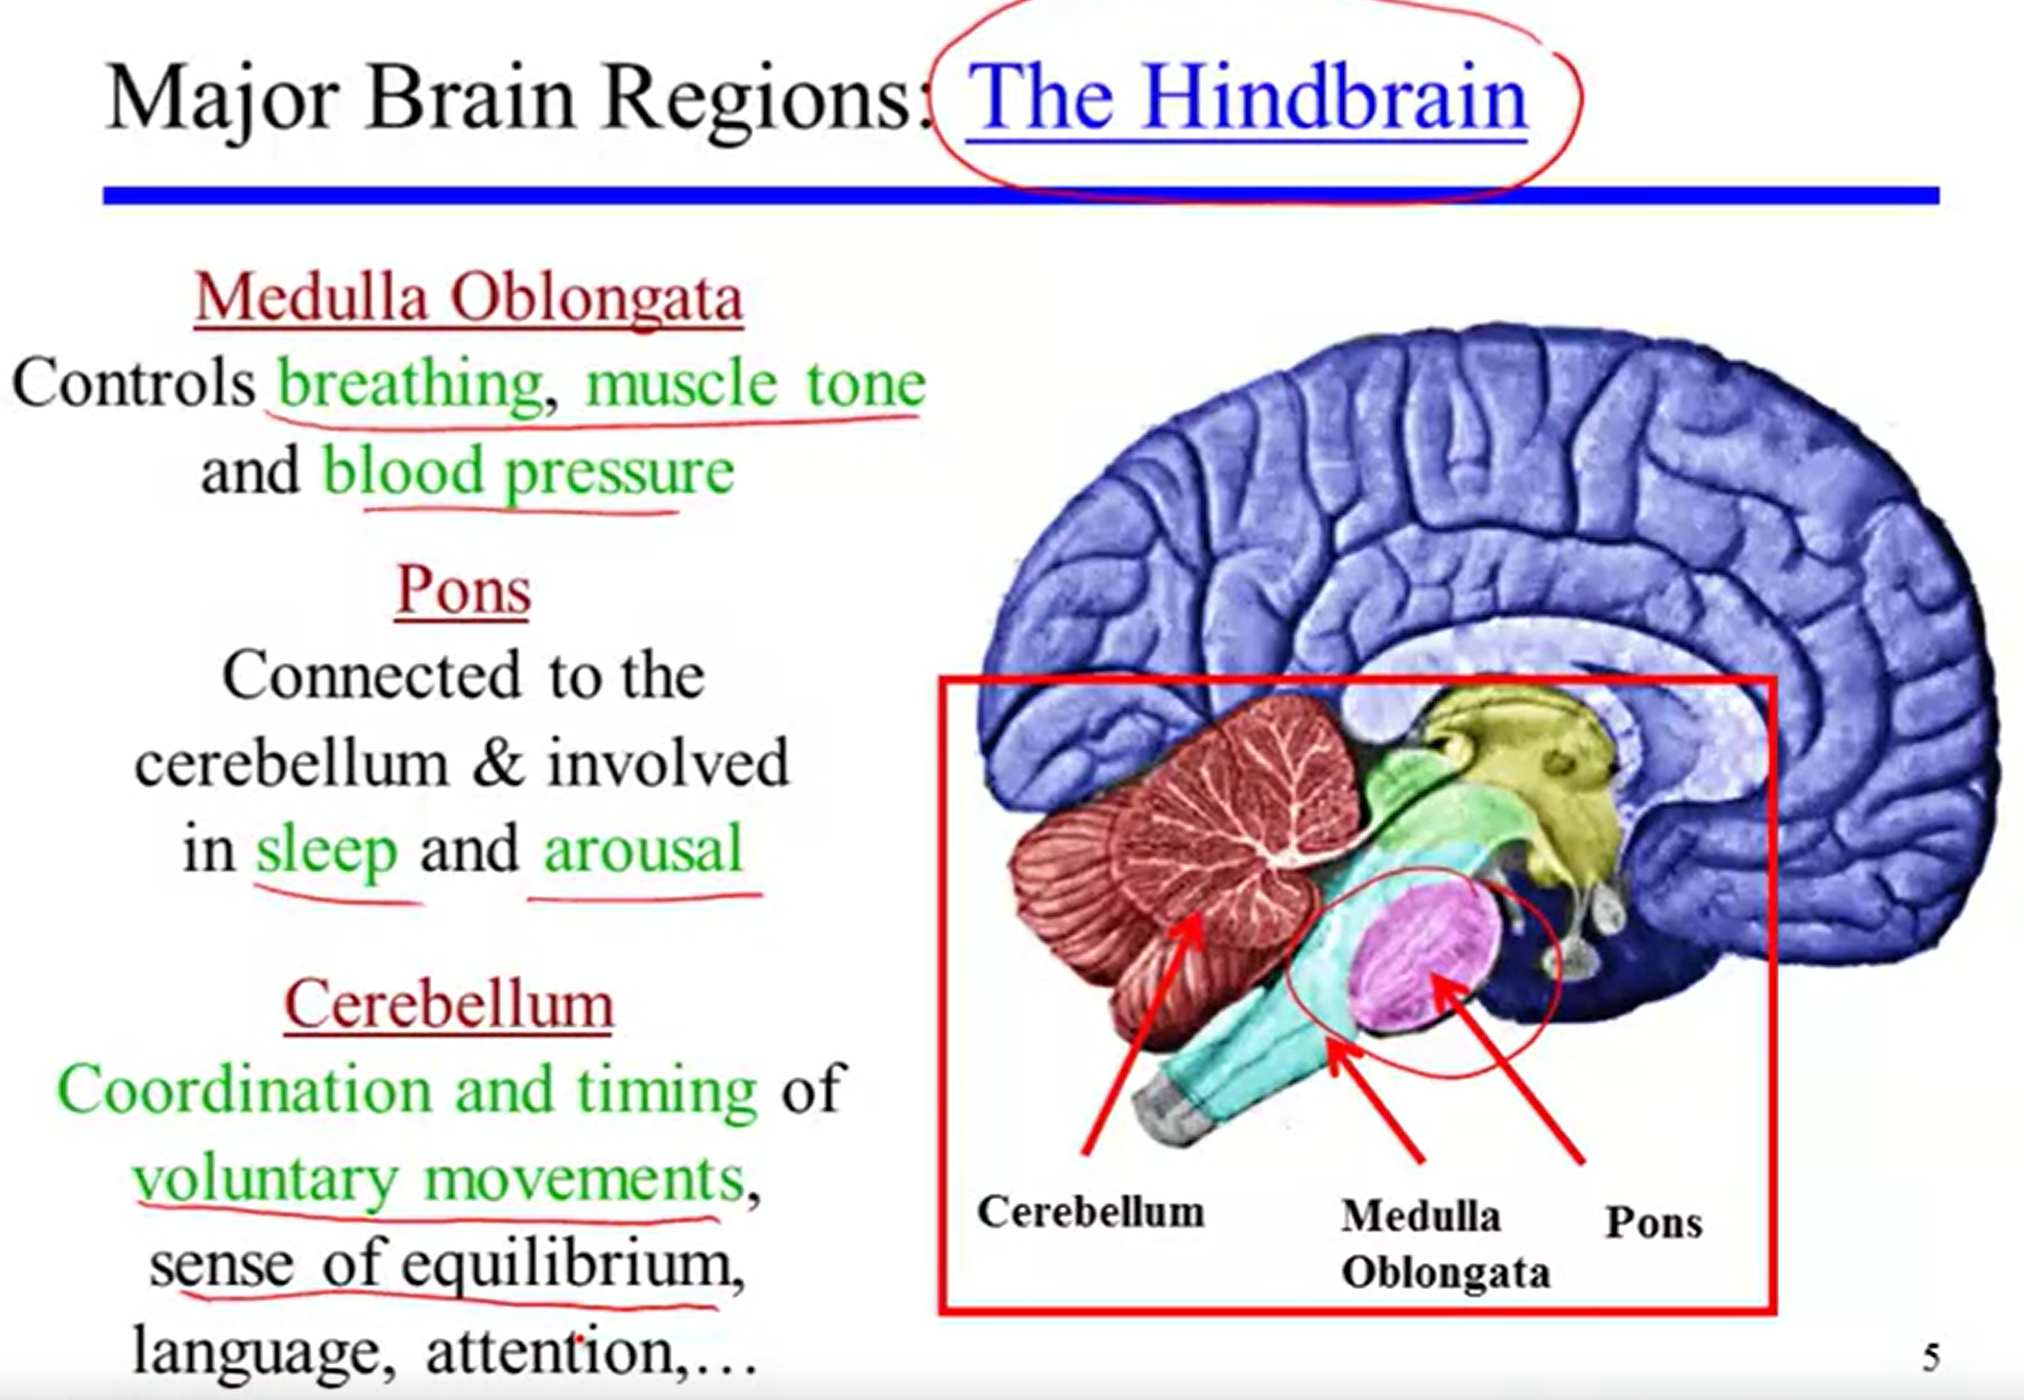 Major Brain Regions: The Hindbrain
Medulla Oblongata
Controls breathing, muscle tone
and blood pressure
Pons
Connected to the
cerebellum & involved
in sleep and arousal
Cerebellum
Coordination and timing of
voluntary movements,
sense of equilibrium,
language, attention,…
Cerebellum
Medulla
Oblongata
Pons
5